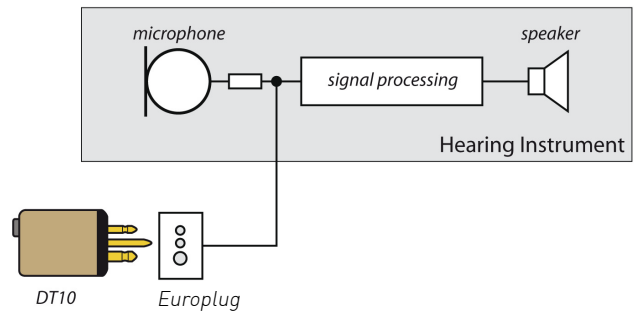 microphone
speaker
signal processing
Hearing Instrument
DT10
Europlug